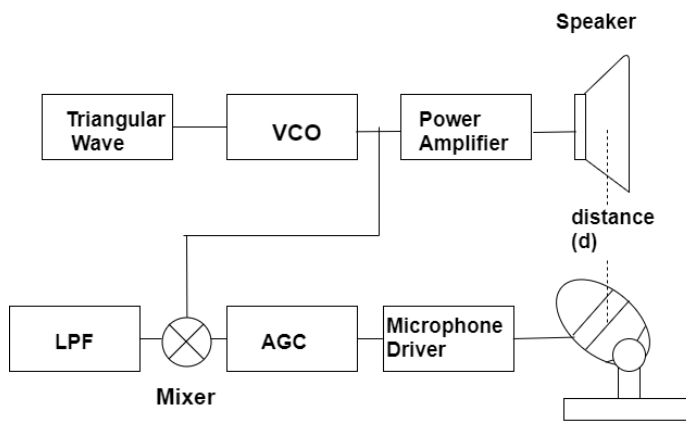 Speaker
Triangular
Wave
VCO
Power
Amplifier
distance
(d)
LPF
Mixer
AGC
Microphone
Driver